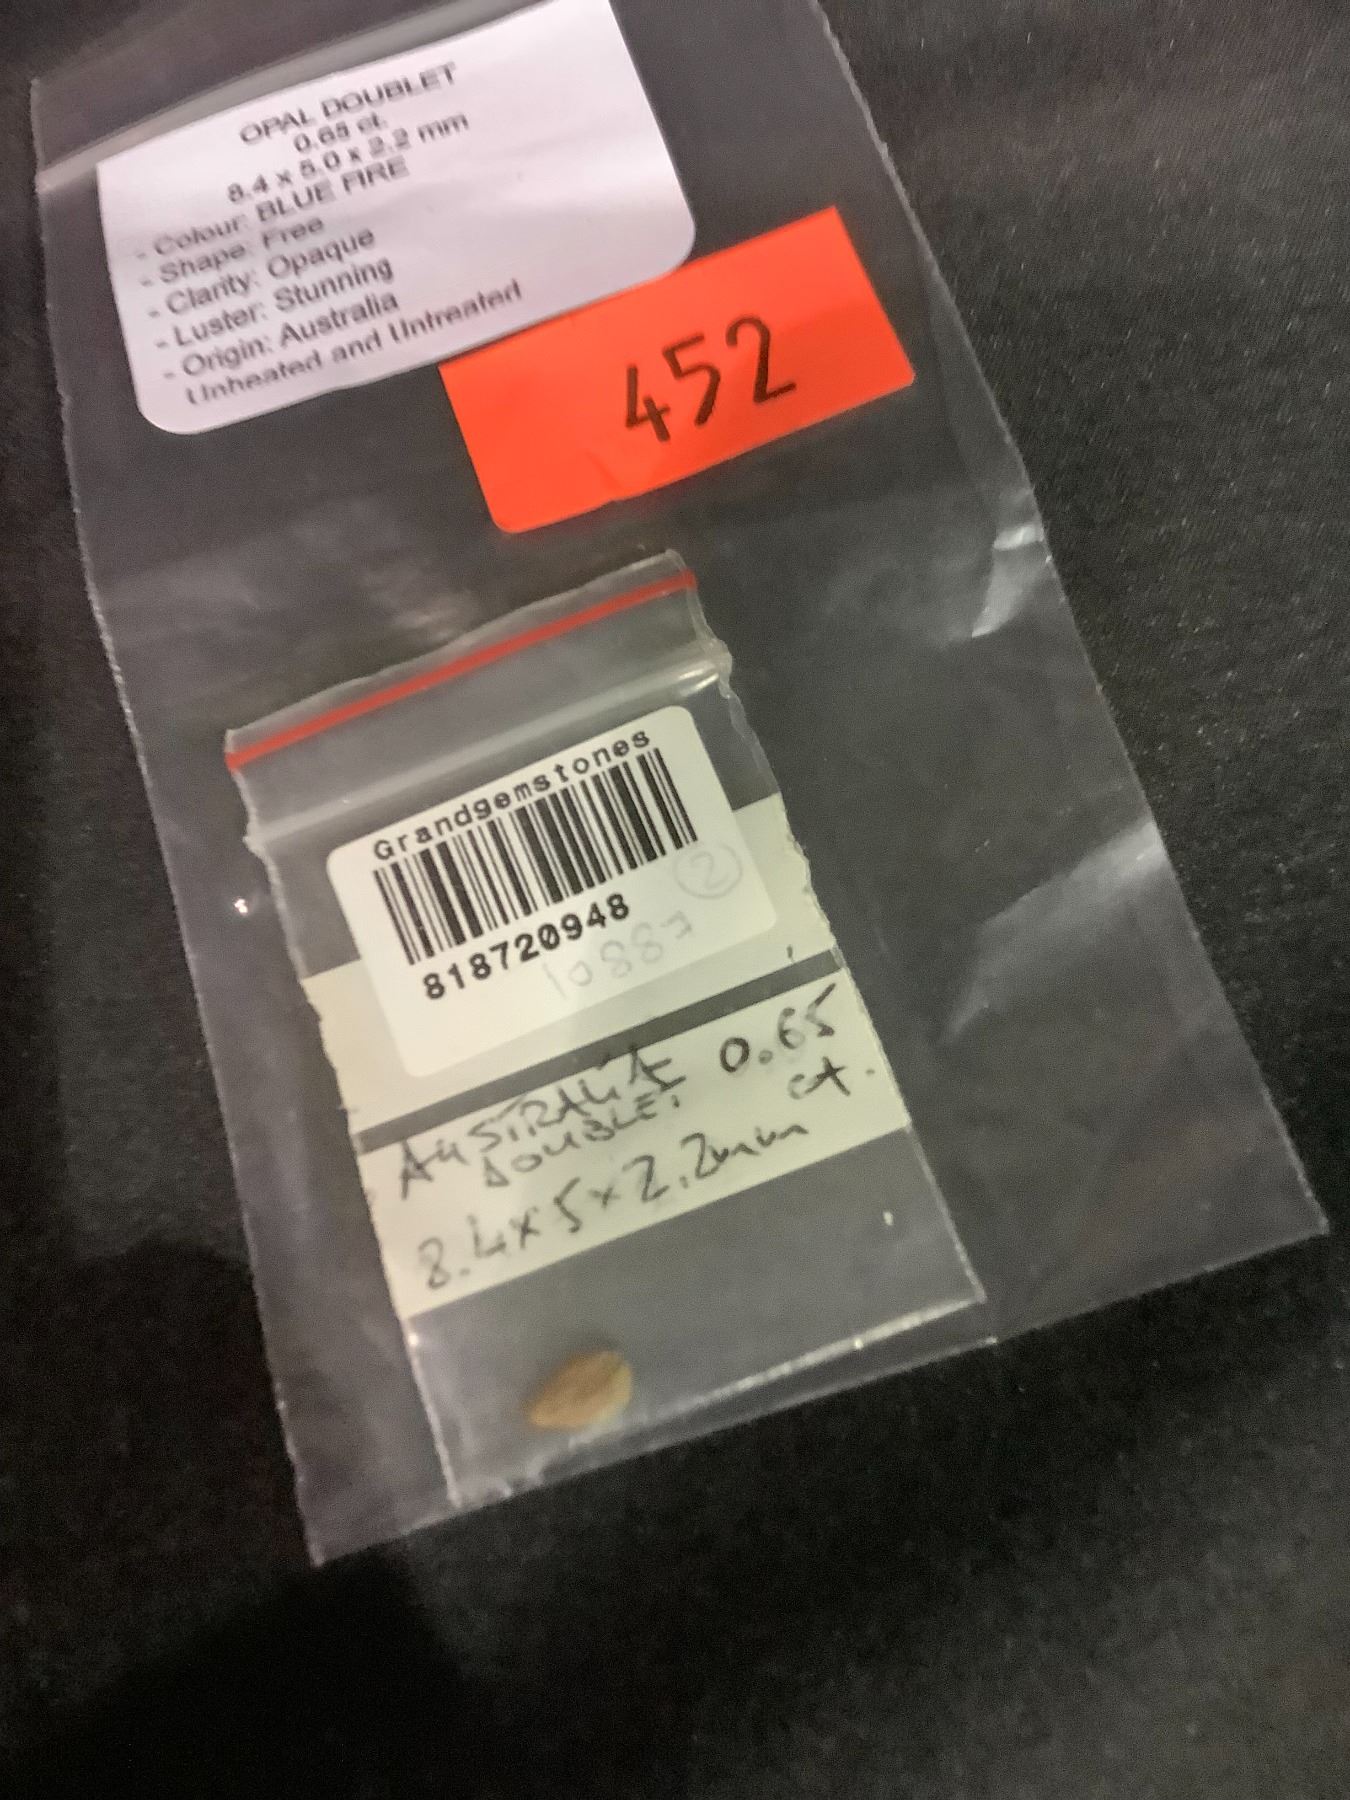 OPAL DOUBLET
0.65 ct.
8.4 x 5.0 x 2.2 mm
- Colour: BLUE FIRE
- Shape: Free
- Clarity: Opaque
- Luster: Stunning
- Origin: Australia
Unheated and Untreated
452
Grandgemstones
818720948
2
AUSTRALIA 0.65
DOUBLET ct.
8.4x5x2.2mm